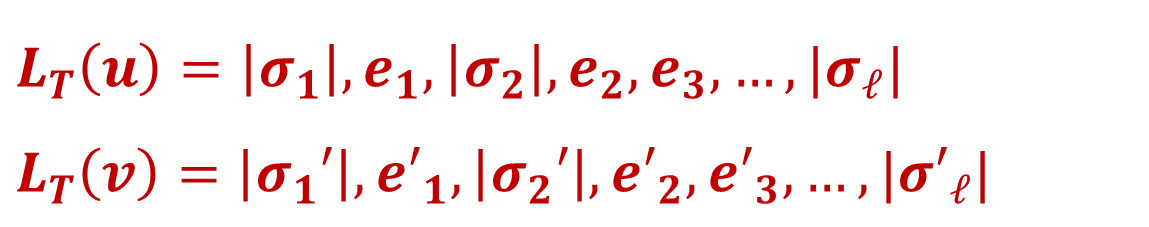 L_T(u) = |σ_1|, e_1, |σ_2|, e_2, e_3, … , |σ_ℓ|
L_T(v) = |σ_1′|, e′_1, |σ_2′|, e′_2, e′_3, … , |σ′_ℓ|